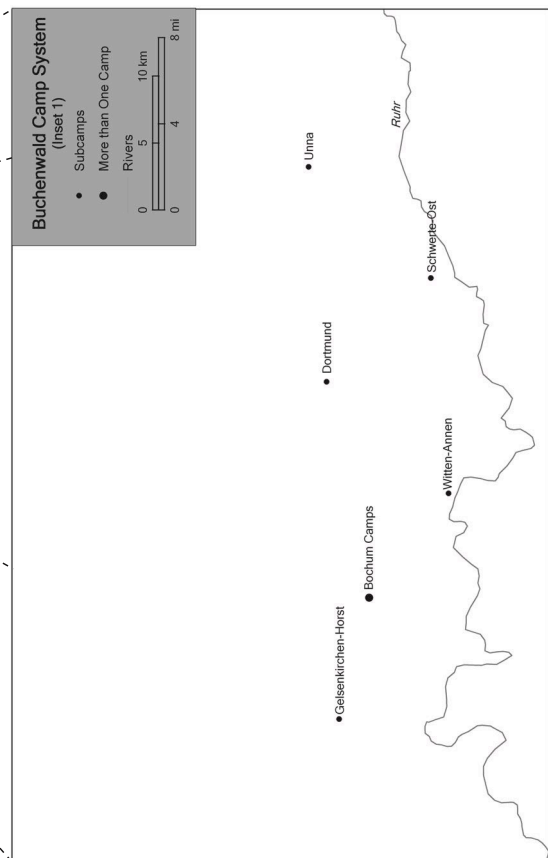 Buchenwald Camp System
(Inset 1)
Subcamps
More than One Camp
Rivers
0 5 10 km
0 4 8 mi
Ruhr
Unna
Schwerte-Ost
Dortmund
Witten-Annen
Bochum Camps
Gelsenkirchen-Horst